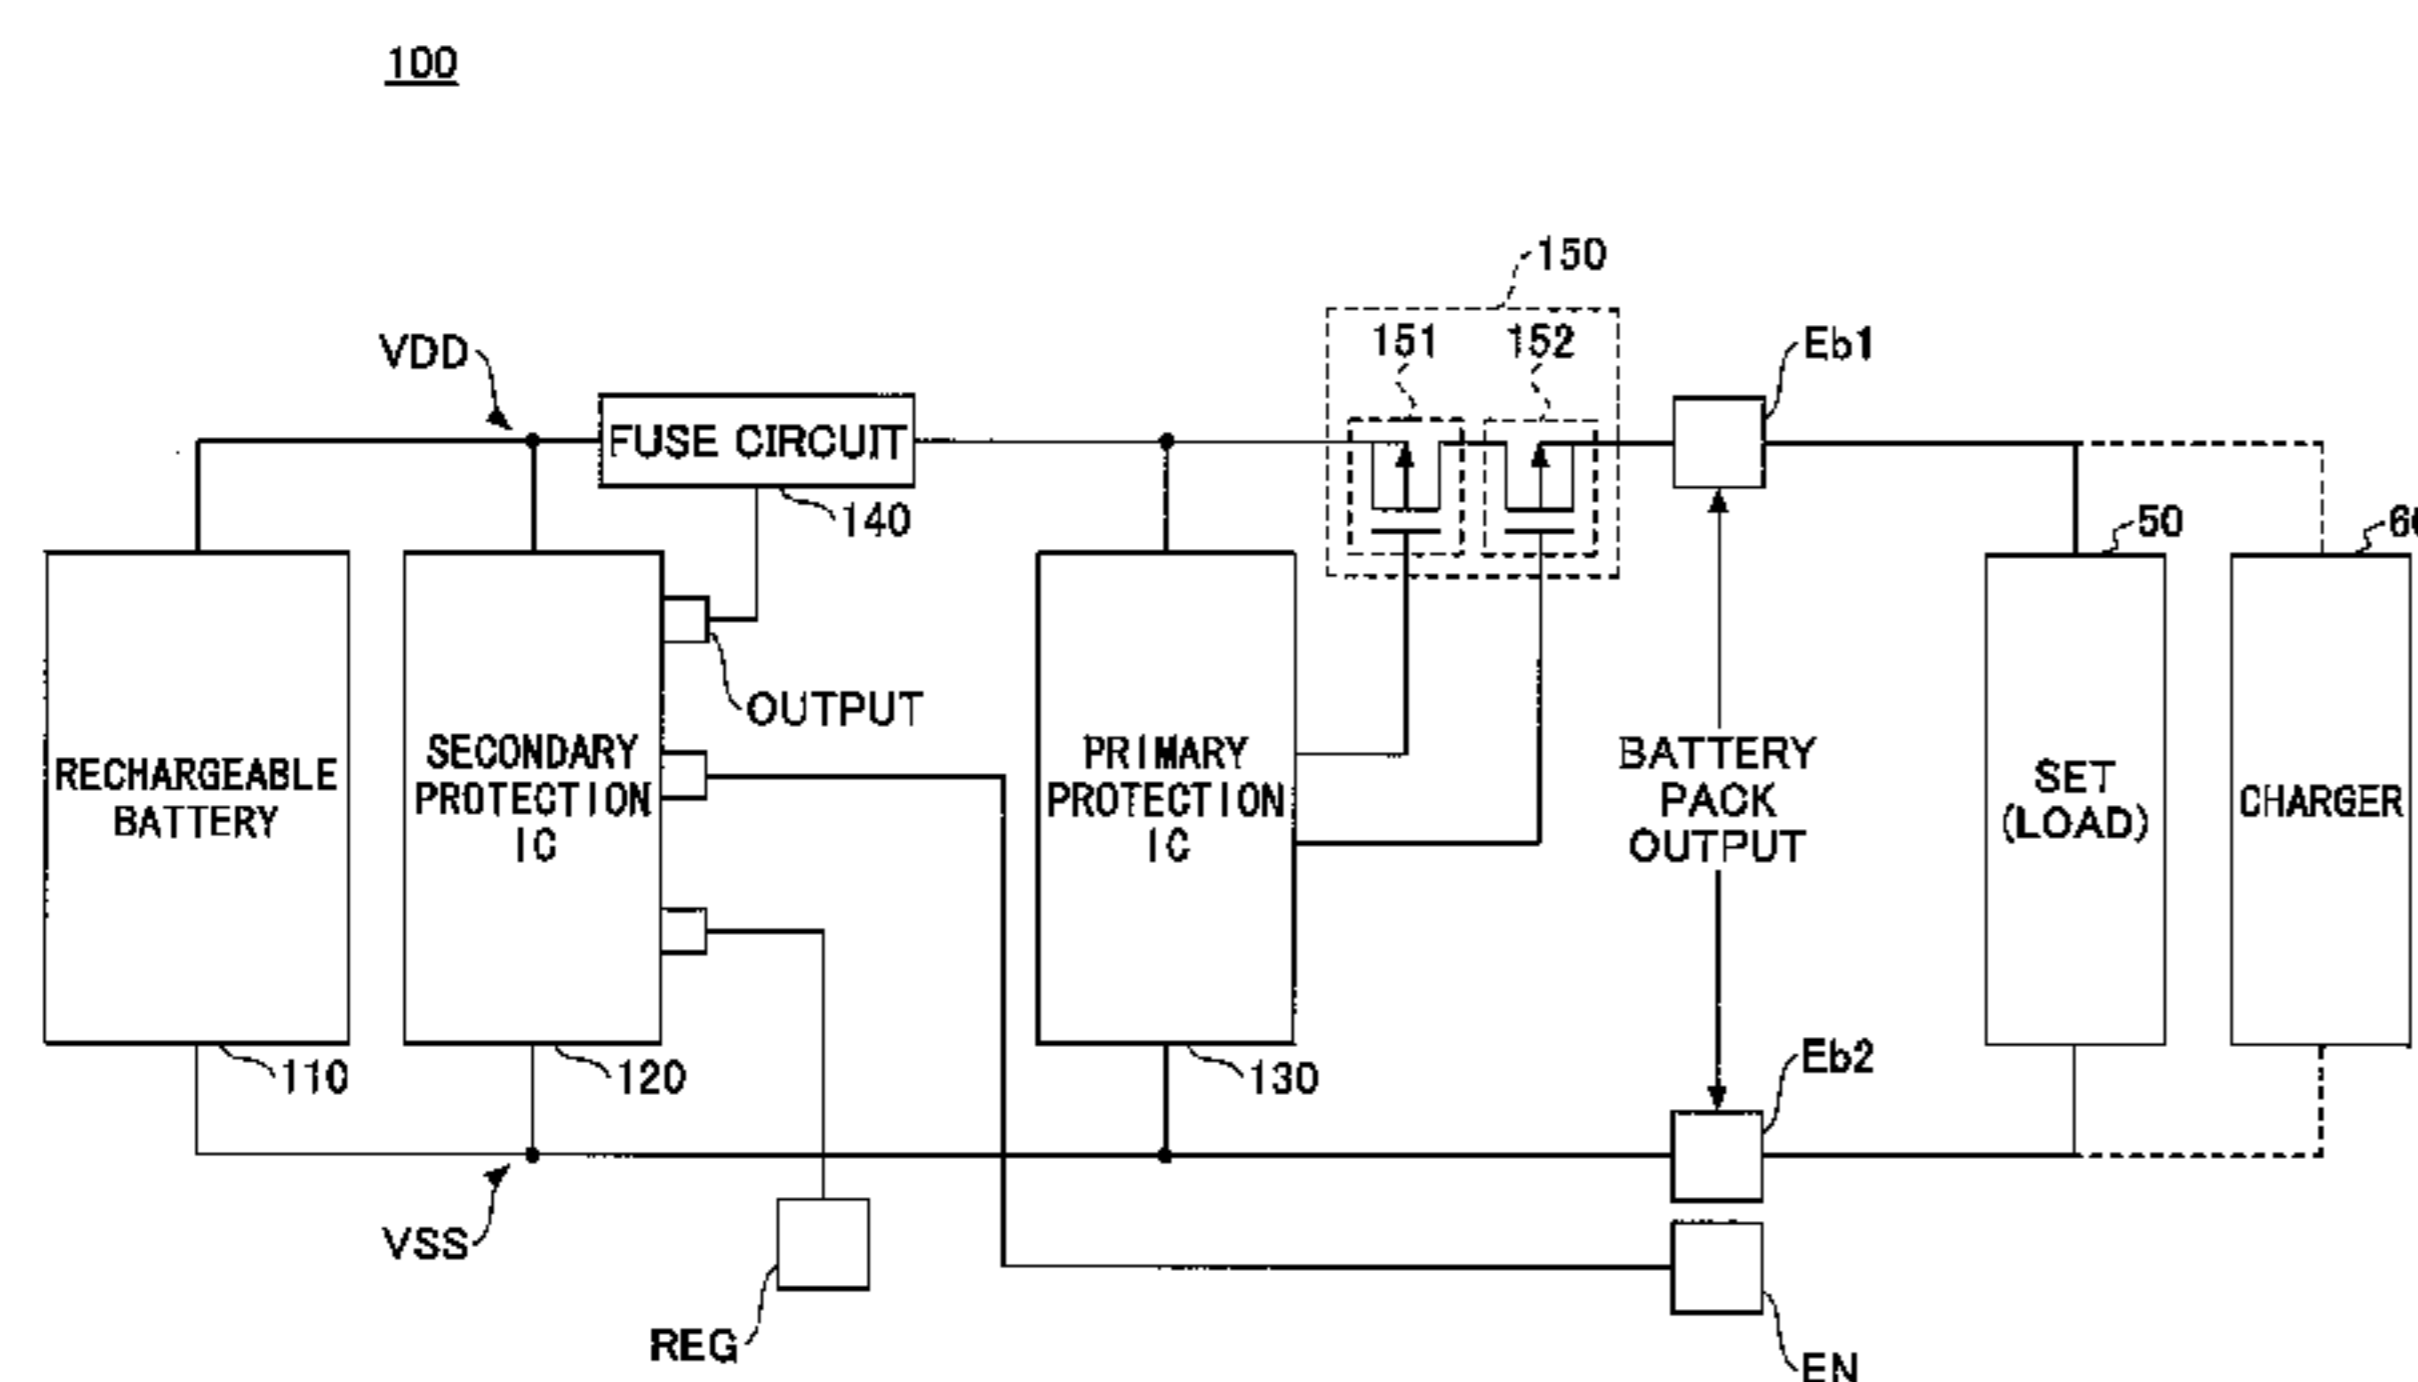 100
150
151
152
Eb1
VDD
FUSE CIRCUIT
140
50
OUTPUT
RECHARGEABLE
BATTERY
SECONDARY
PROTECTION
IC
PRIMARY
PROTECTION
IC
BATTERY
PACK
OUTPUT
SET
(LOAD)
CHARGER
110
120
130
Eb2
VSS
REG
EN